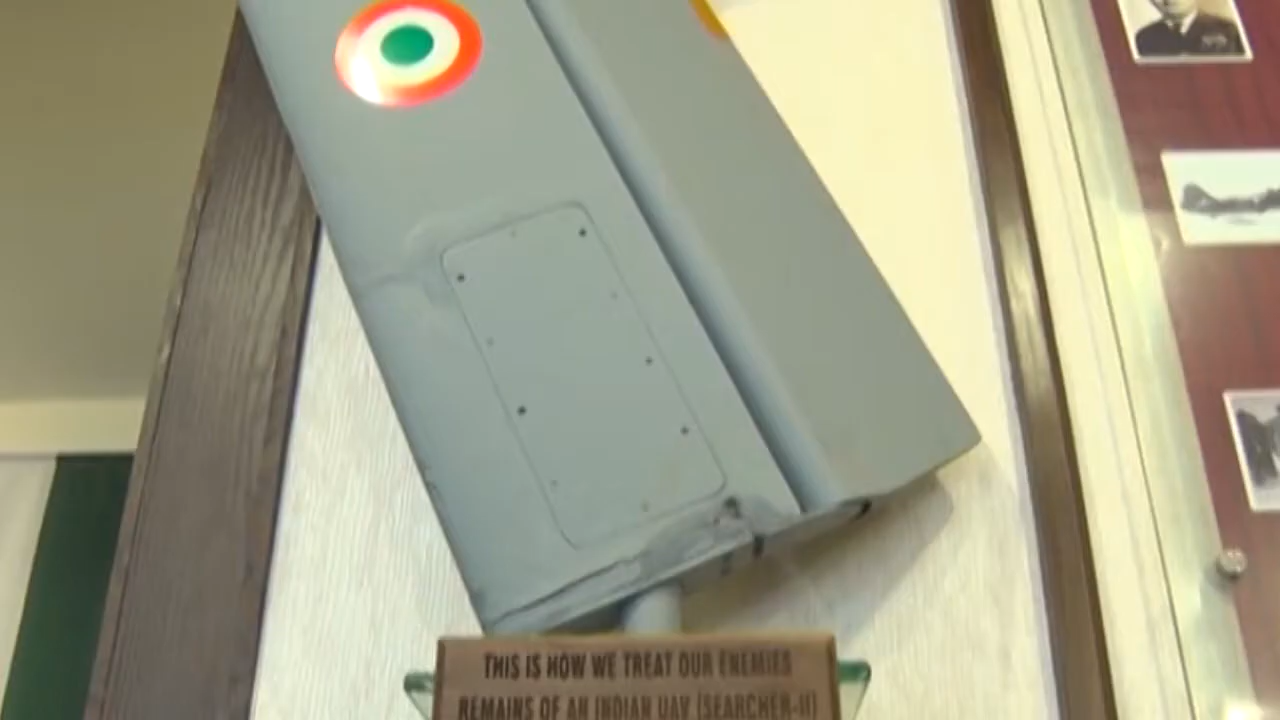 THIS IS HOW WE TREAT OUR ENEMIES
REMAINS OF AN INDIAN UAV (SEARCHER-II)